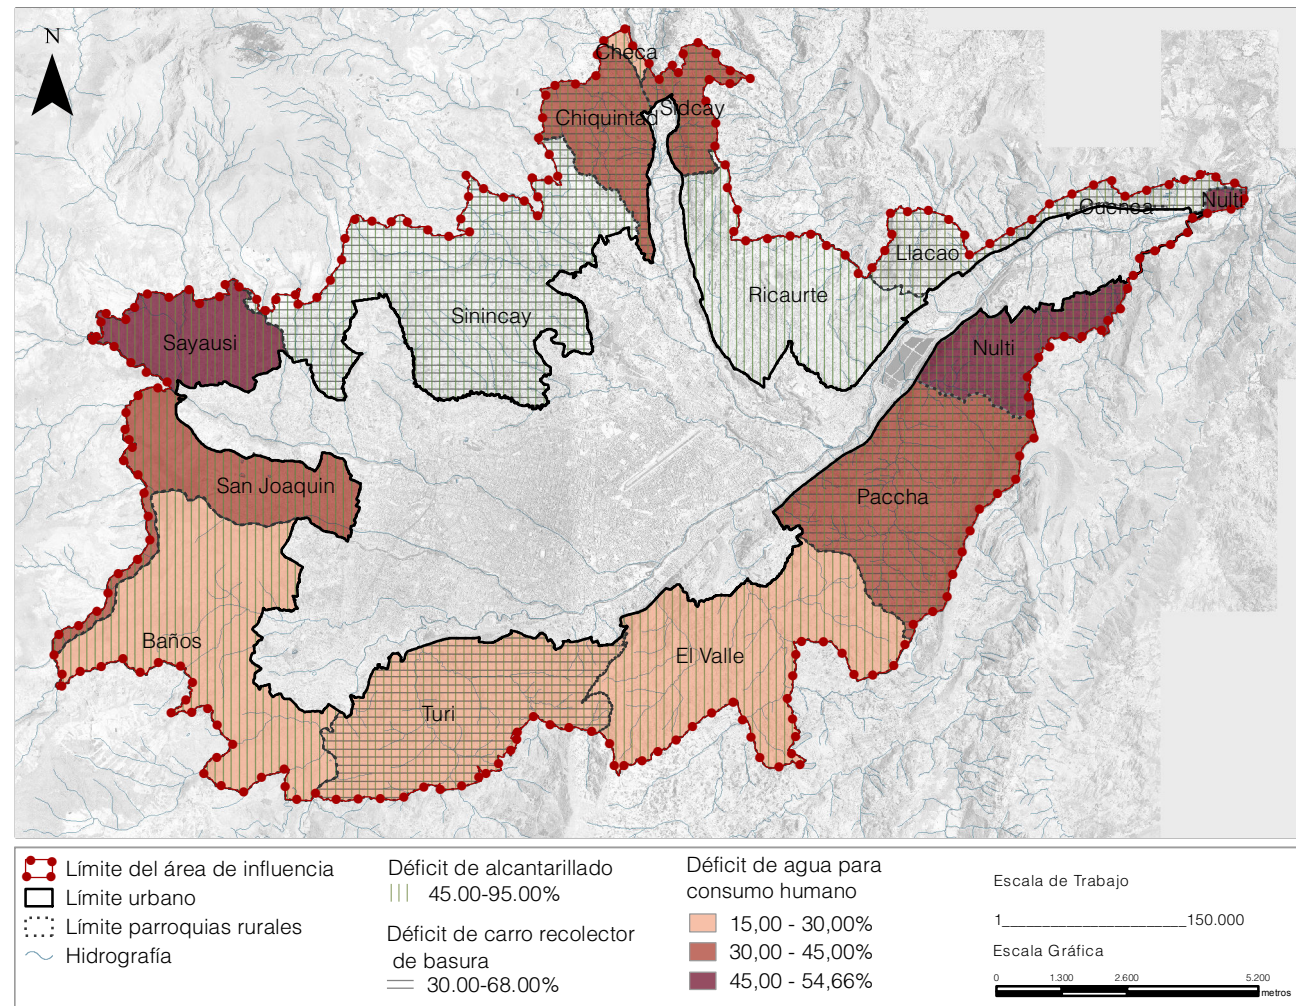 N
Checa
Chiquintad
Sidcay
Nulti
Cuenca
Llacao
Ricaurte
Sinincay
Sayausi
Nulti
San Joaquin
Paccha
Baños
El Valle
Turi
Límite del área de influencia
Límite urbano
Límite parroquias rurales
Hidrografía
Déficit de alcantarillado
45.00-95.00%
Déficit de carro recolector
de basura
30.00-68.00%
Déficit de agua para
consumo humano
15,00 - 30,00%
30,00 - 45,00%
45,00 - 54,66%
Escala de Trabajo
1_______________________150.000
Escala Gráfica
0 1.300 2.600 5.200
metros